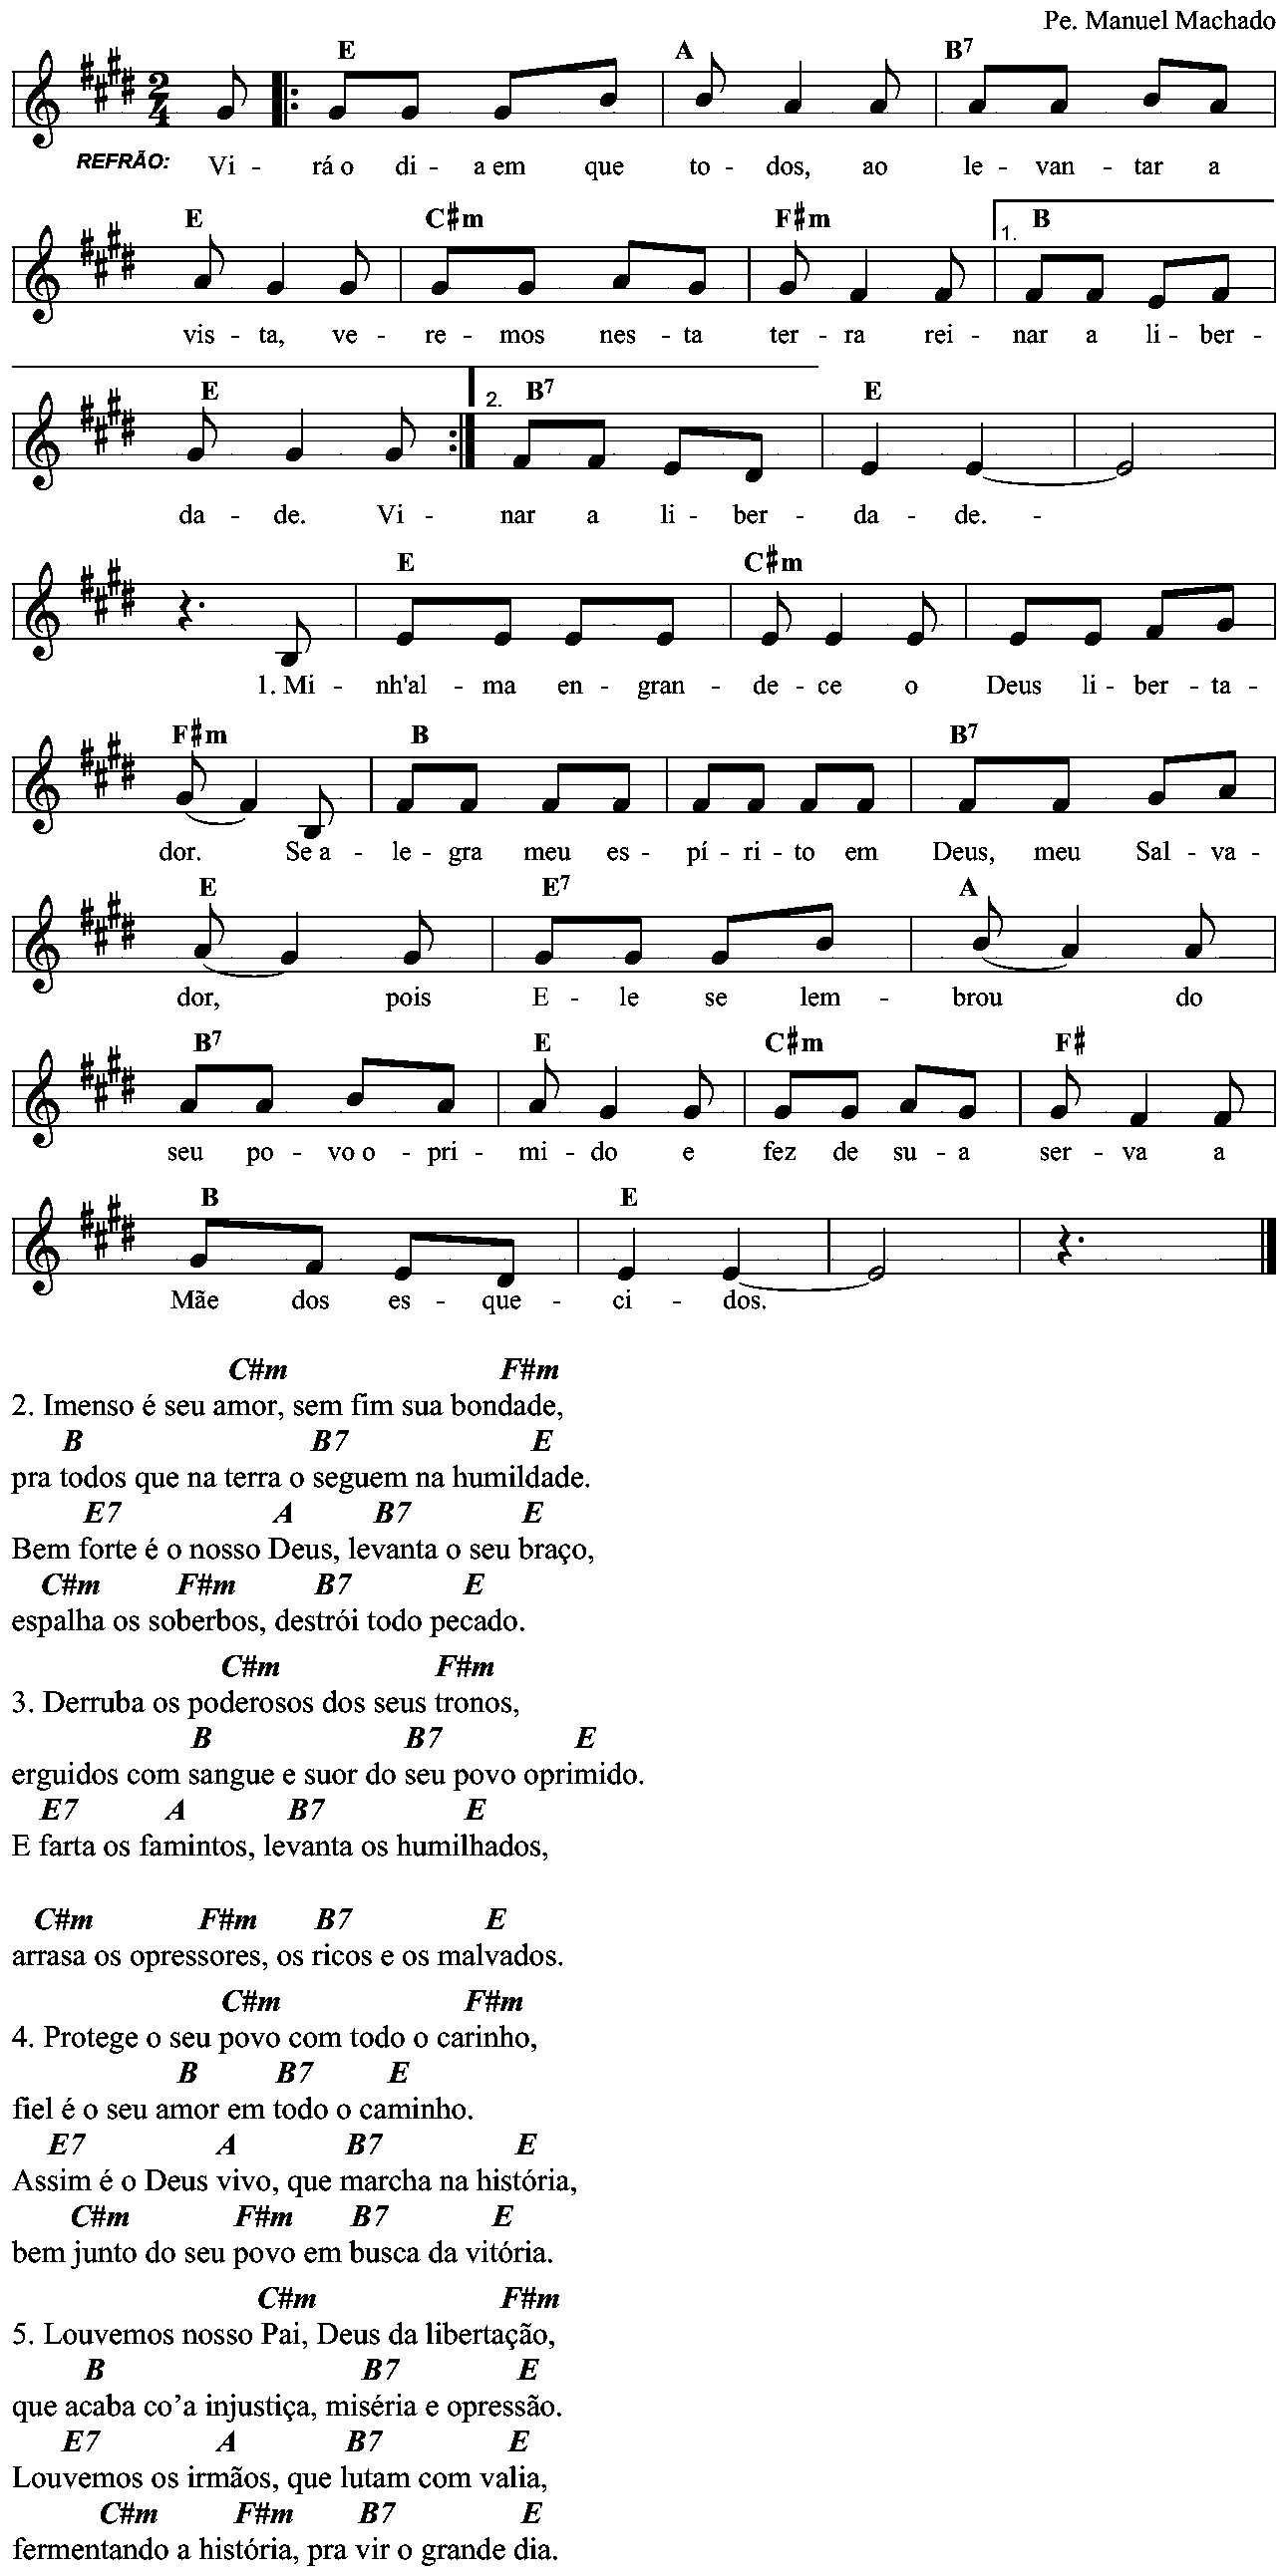 Pe. Manuel Machado
E A B7
REFRÃO: Vi - rá o di - a em que to - dos, ao le - van - tar a
E C#m F#m 1. B
vis - ta, ve - re - mos nes - ta ter - ra rei - nar a li - ber -
E 2. B7 E
da - de. Vi - nar a li - ber - da - de. -
E C#m
1. Mi - nh'al - ma en - gran - de - ce o Deus li - ber - ta -
F#m B B7
dor. Se a - le - gra meu es - pí - ri - to em Deus, meu Sal - va -
E E7 A
dor, pois E - le se lem - brou do
B7 E C#m F#
seu po - vo o - pri - mi - do e fez de su - a ser - va a
B E
Mãe dos es - que - ci - dos.
C#m F#m
2. Imenso é seu amor, sem fim sua bondade,
B B7 E
pra todos que na terra o seguem na humildade.
E7 A B7 E
Bem forte é o nosso Deus, levanta o seu braço,
C#m F#m B7 E
espalha os soberbos, destrói todo pecado.
C#m F#m
3. Derruba os poderosos dos seus tronos,
B B7 E
erguidos com sangue e suor do seu povo oprimido.
E7 A B7 E
E farta os famintos, levanta os humilhados,
C#m F#m B7 E
arrasa os opressores, os ricos e os malvados.
C#m F#m
4. Protege o seu povo com todo o carinho,
B B7 E
fiel é o seu amor em todo o caminho.
E7 A B7 E
Assim é o Deus vivo, que marcha na história,
C#m F#m B7 E
bem junto do seu povo em busca da vitória.
C#m F#m
5. Louvemos nosso Pai, Deus da libertação,
B B7 E
que acaba co’a injustiça, miséria e opressão.
E7 A B7 E
Louvemos os irmãos, que lutam com valia,
C#m F#m B7 E
fermentando a história, pra vir o grande dia.